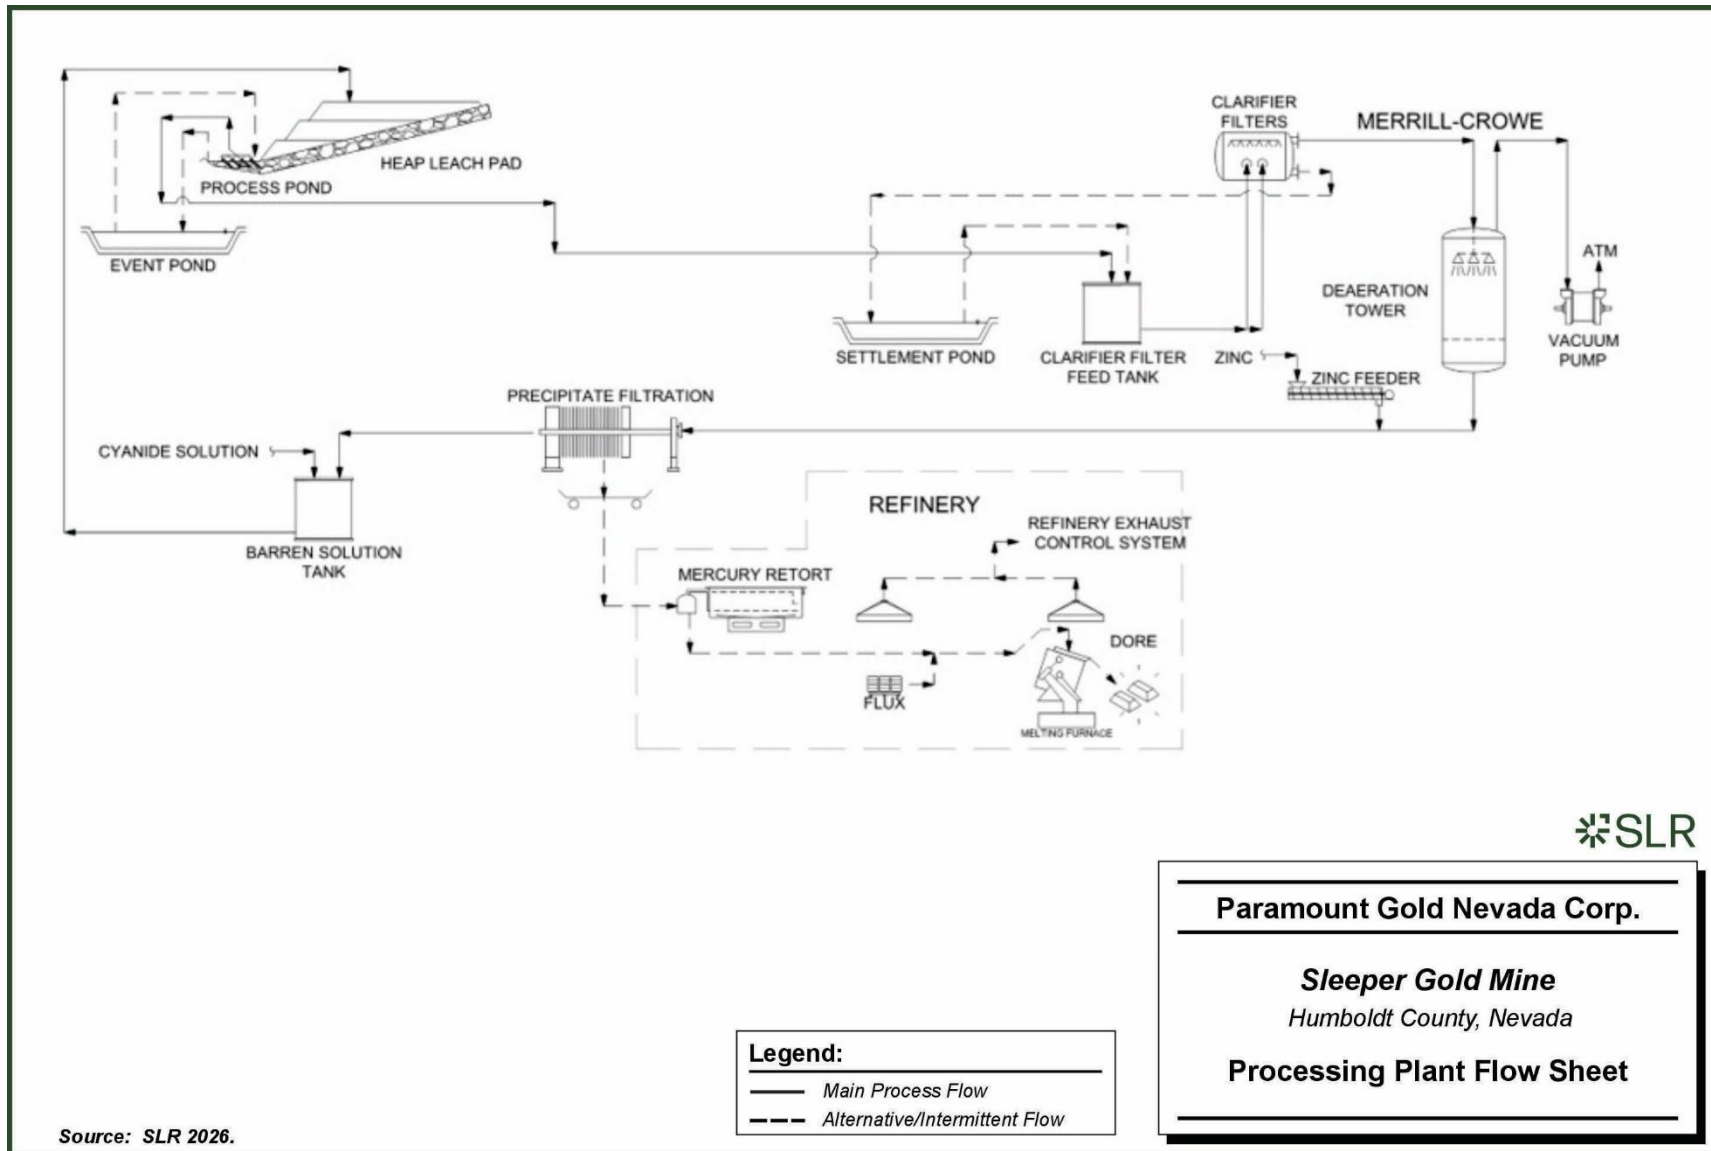 CLARIFIER
FILTERS
MERRILL-CROWE
HEAP LEACH PAD
PROCESS POND
EVENT POND
ATM
DEAERATION
TOWER
VACUUM
PUMP
SETTLEMENT POND
CLARIFIER FILTER
FEED TANK
ZINC
ZINC FEEDER
PRECIPITATE FILTRATION
CYANIDE SOLUTION
BARREN SOLUTION
TANK
REFINERY
REFINERY EXHAUST
CONTROL SYSTEM
MERCURY RETORT
DORE
FLUX
MELTING FURNACE
SLR
Paramount Gold Nevada Corp.
Sleeper Gold Mine
Humboldt County, Nevada
Processing Plant Flow Sheet
Legend:
Main Process Flow
Alternative/Intermittent Flow
Source: SLR 2026.